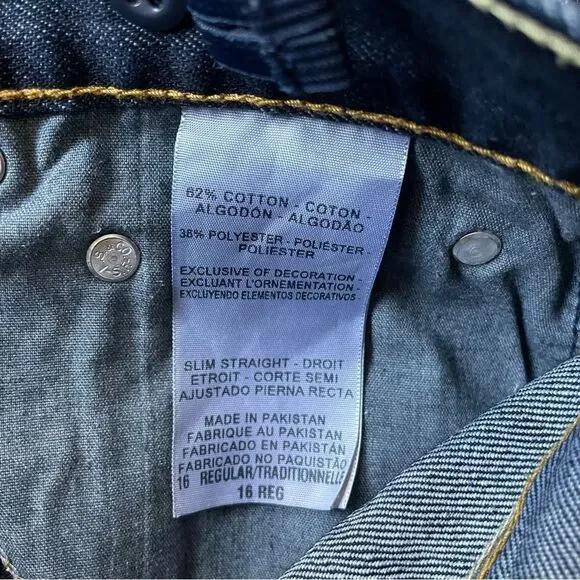 62% COTTON - COTON -
ALGODÓN - ALGODÃO
38% POLYESTER - POLIÉSTER -
POLIESTER
EXCLUSIVE OF DECORATION -
EXCLUANT L'ORNEMENTATION -
EXCLUYENDO ELEMENTOS DECORATIVOS -
SLIM STRAIGHT - DROIT
ETROIT - CORTE SEMI
AJUSTADO PIERNA RECTA
MADE IN PAKISTAN
FABRIQUE AU PAKISTAN
FABRICADO EN PAKISTÁN
FABRICADO NO PAQUISTÃO
16 REGULAR/TRADITIONNELLE
16 REG